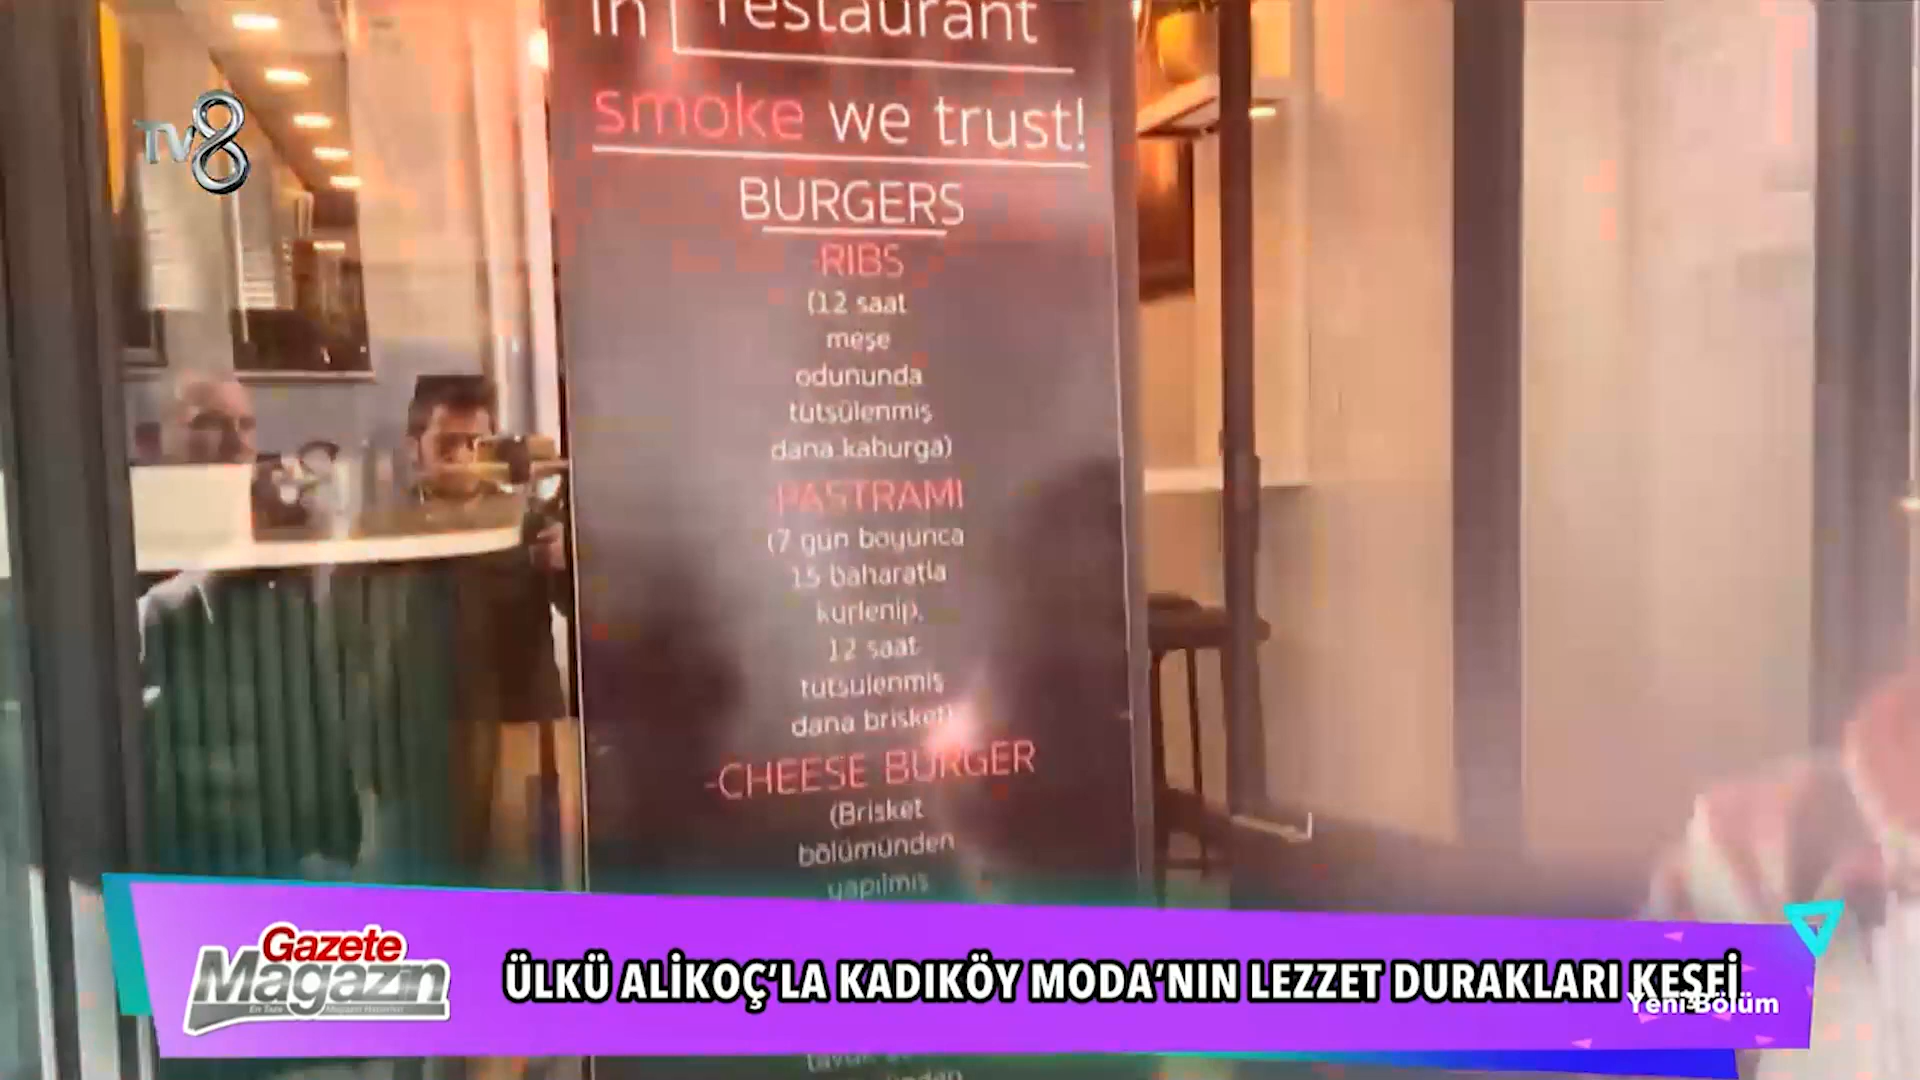 in restaurant
smoke we trust!
TV8
BURGERS
-RIBS
(12 saat
meşe
odununda
tütsülenmiş
dana kaburga)
-PASTRAMI
(7 gün boyunca
15 baharatla
kürlenip,
12 saat
tütsülenmiş
dana brisket)
-CHEESE BURGER
(Brisket
bölümünden
yapılmış
Gazete
Magazin
ÜLKÜ ALİKOÇ'LA KADIKÖY MODA'NIN LEZZET DURAKLARI KEŞFİ
Yeni Bölüm